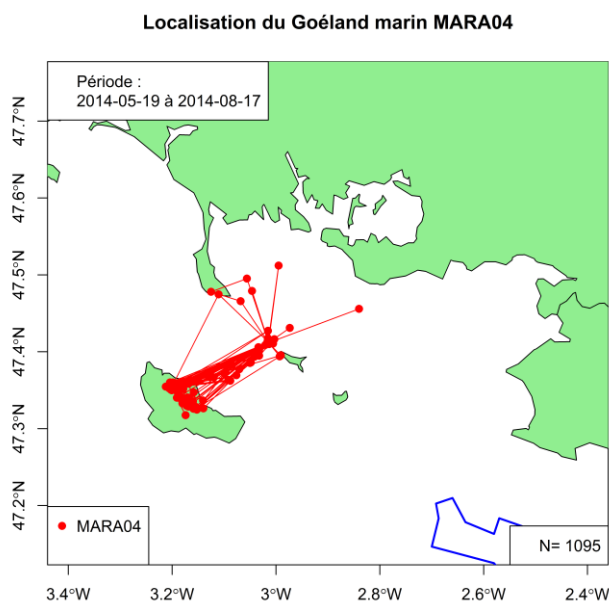 Localisation du Goéland marin MARA04
Période :
2014-05-19 à 2014-08-17
47.7°N
47.6°N
47.5°N
47.4°N
47.3°N
47.2°N
MARA04
N= 1095
3.4°W
3.2°W
3°W
2.8°W
2.6°W
2.4°W